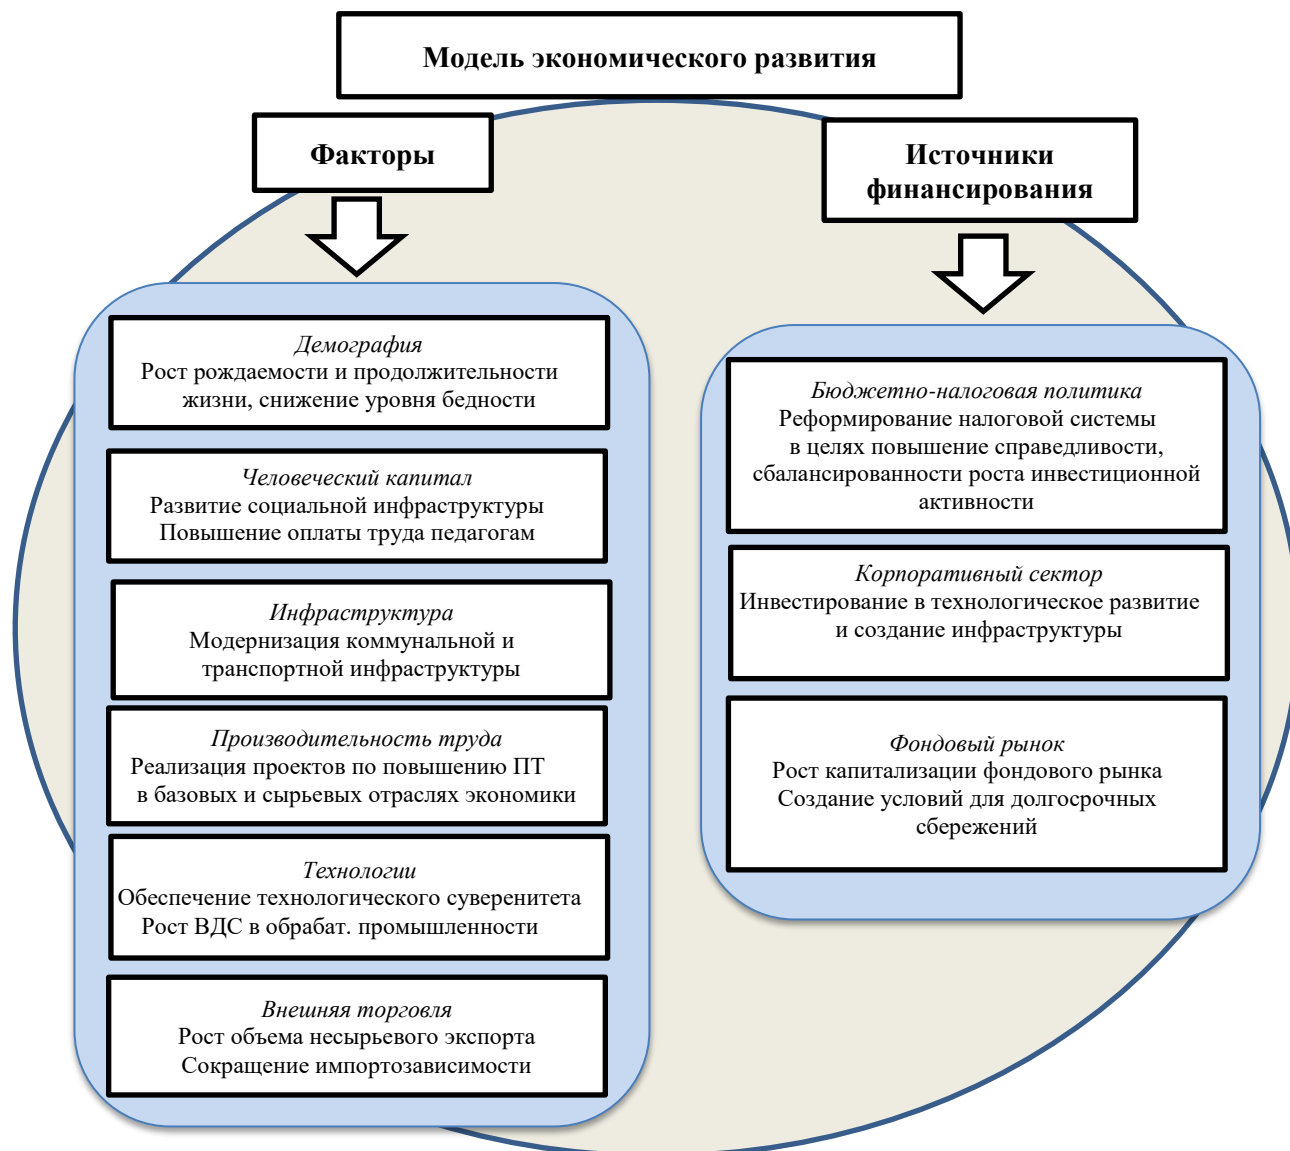 Модель экономического развития
Факторы
Демография
Рост рождаемости и продолжительности
жизни, снижение уровня бедности
Человеческий капитал
Развитие социальной инфраструктуры
Повышение оплаты труда педагогам
Инфраструктура
Модернизация коммунальной и
транспортной инфраструктуры
Производительность труда
Реализация проектов по повышению ПТ
в базовых и сырьевых отраслях экономики
Технологии
Обеспечение технологического суверенитета
Рост ВДС в обрабат. промышленности
Внешняя торговля
Рост объема несырьевого экспорта
Сокращение импортозависимости
Источники
финансирования
Бюджетно-налоговая политика
Реформирование налоговой системы
в целях повышение справедливости,
сбалансированности роста инвестиционной
активности
Корпоративный сектор
Инвестирование в технологическое развитие
и создание инфраструктуры
Фондовый рынок
Рост капитализации фондового рынка
Создание условий для долгосрочных
сбережений